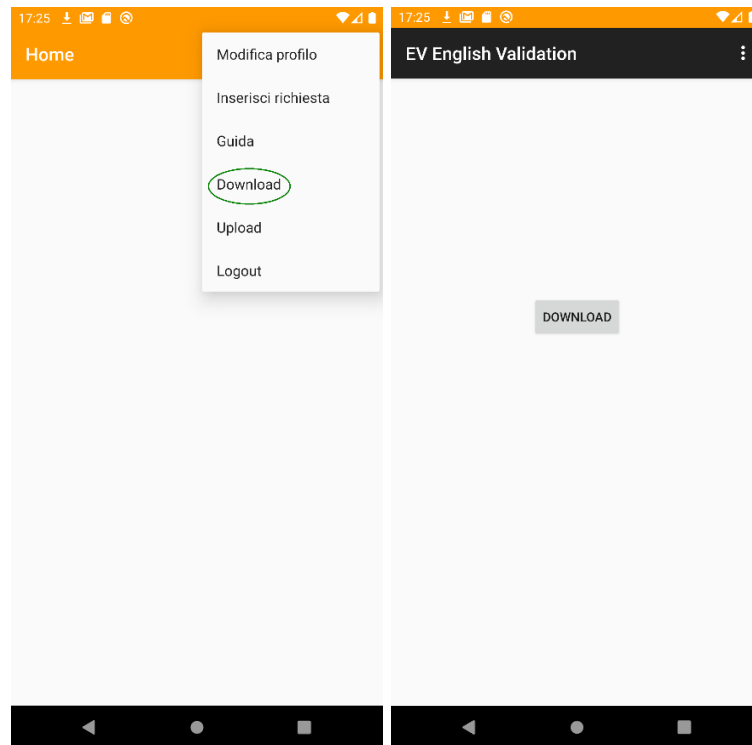 17:25
Home
Modifica profilo
Inserisci richiesta
Guida
Download
Upload
Logout
17:25
EV English Validation
DOWNLOAD